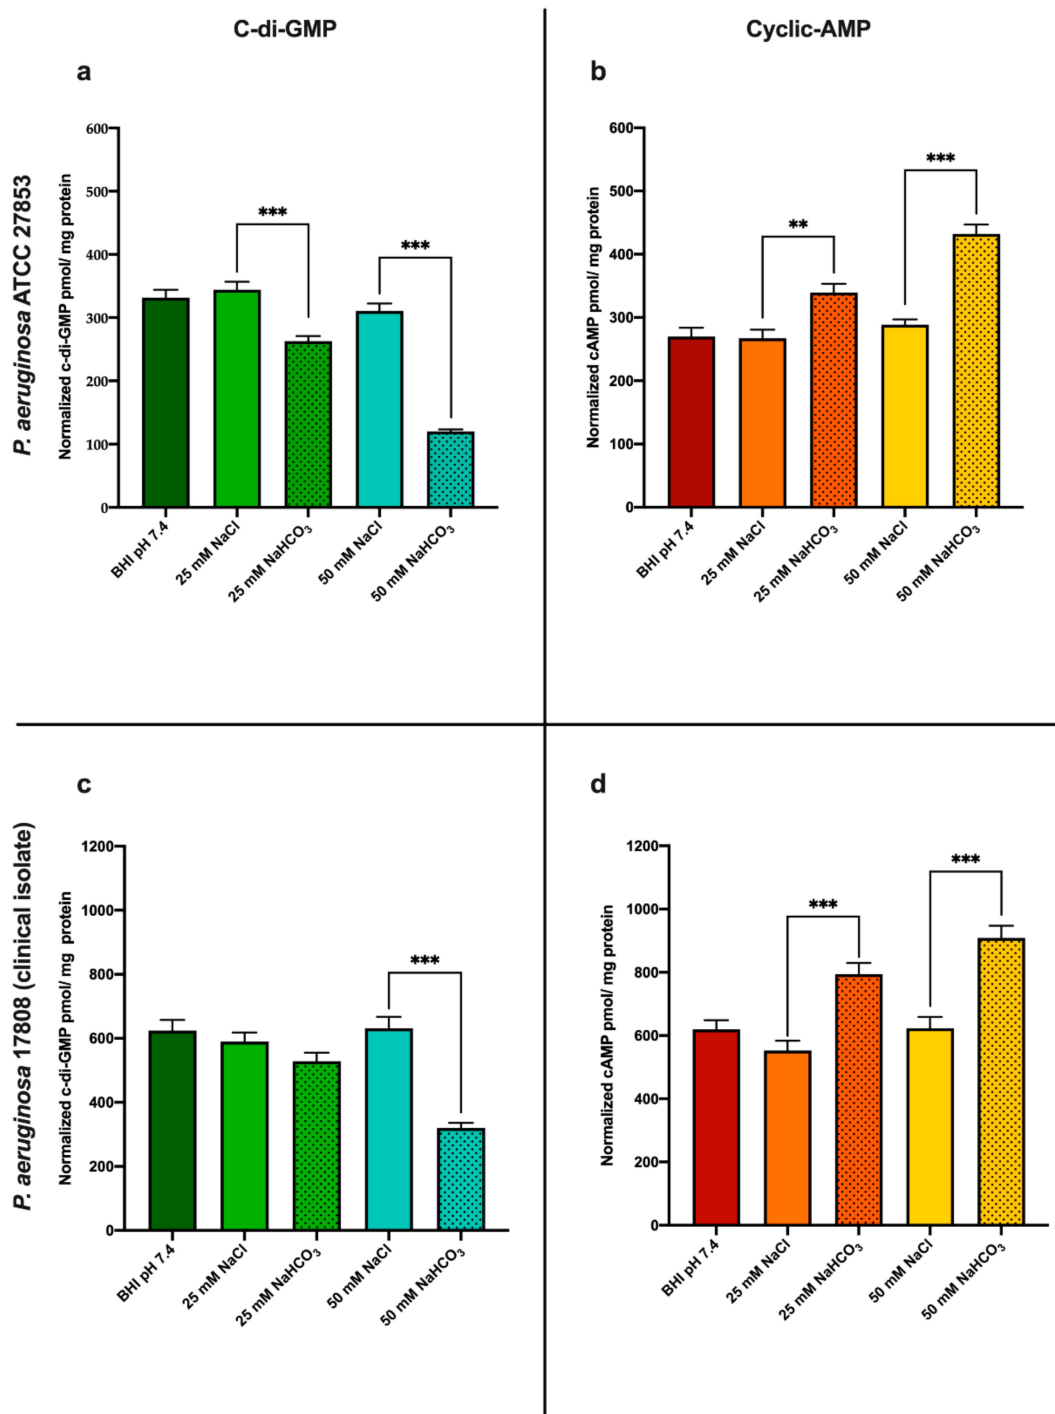 C-di-GMP
Cyclic-AMP
P. aeruginosa ATCC 27853
a
Normalized c-di-GMP pmol/ mg protein
600
500
400
300
200
100
0
***
***
BHI pH 7.4
25 mM NaCl
25 mM NaHCO₃
50 mM NaCl
50 mM NaHCO₃
b
Normalized cAMP pmol/ mg protein
600
500
400
300
200
100
0
**
***
BHI pH 7.4
25 mM NaCl
25 mM NaHCO₃
50 mM NaCl
50 mM NaHCO₃
P. aeruginosa 17808 (clinical isolate)
c
Normalized c-di-GMP pmol/ mg protein
1200
1000
800
600
400
200
0
***
BHI pH 7.4
25 mM NaCl
25 mM NaHCO₃
50 mM NaCl
50 mM NaHCO₃
d
Normalized cAMP pmol/ mg protein
1200
1000
800
600
400
200
0
***
***
BHI pH 7.4
25 mM NaCl
25 mM NaHCO₃
50 mM NaCl
50 mM NaHCO₃